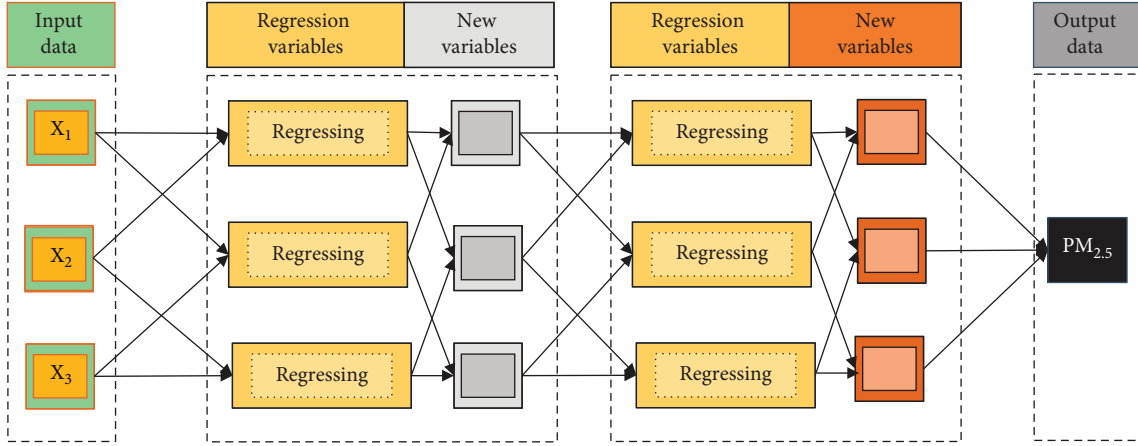 Input
data
Regression
variables
New
variables
Regression
variables
New
variables
Output
data
X₁
Regressing
Regressing
X₂
Regressing
Regressing
PM₂.₅
X₃
Regressing
Regressing